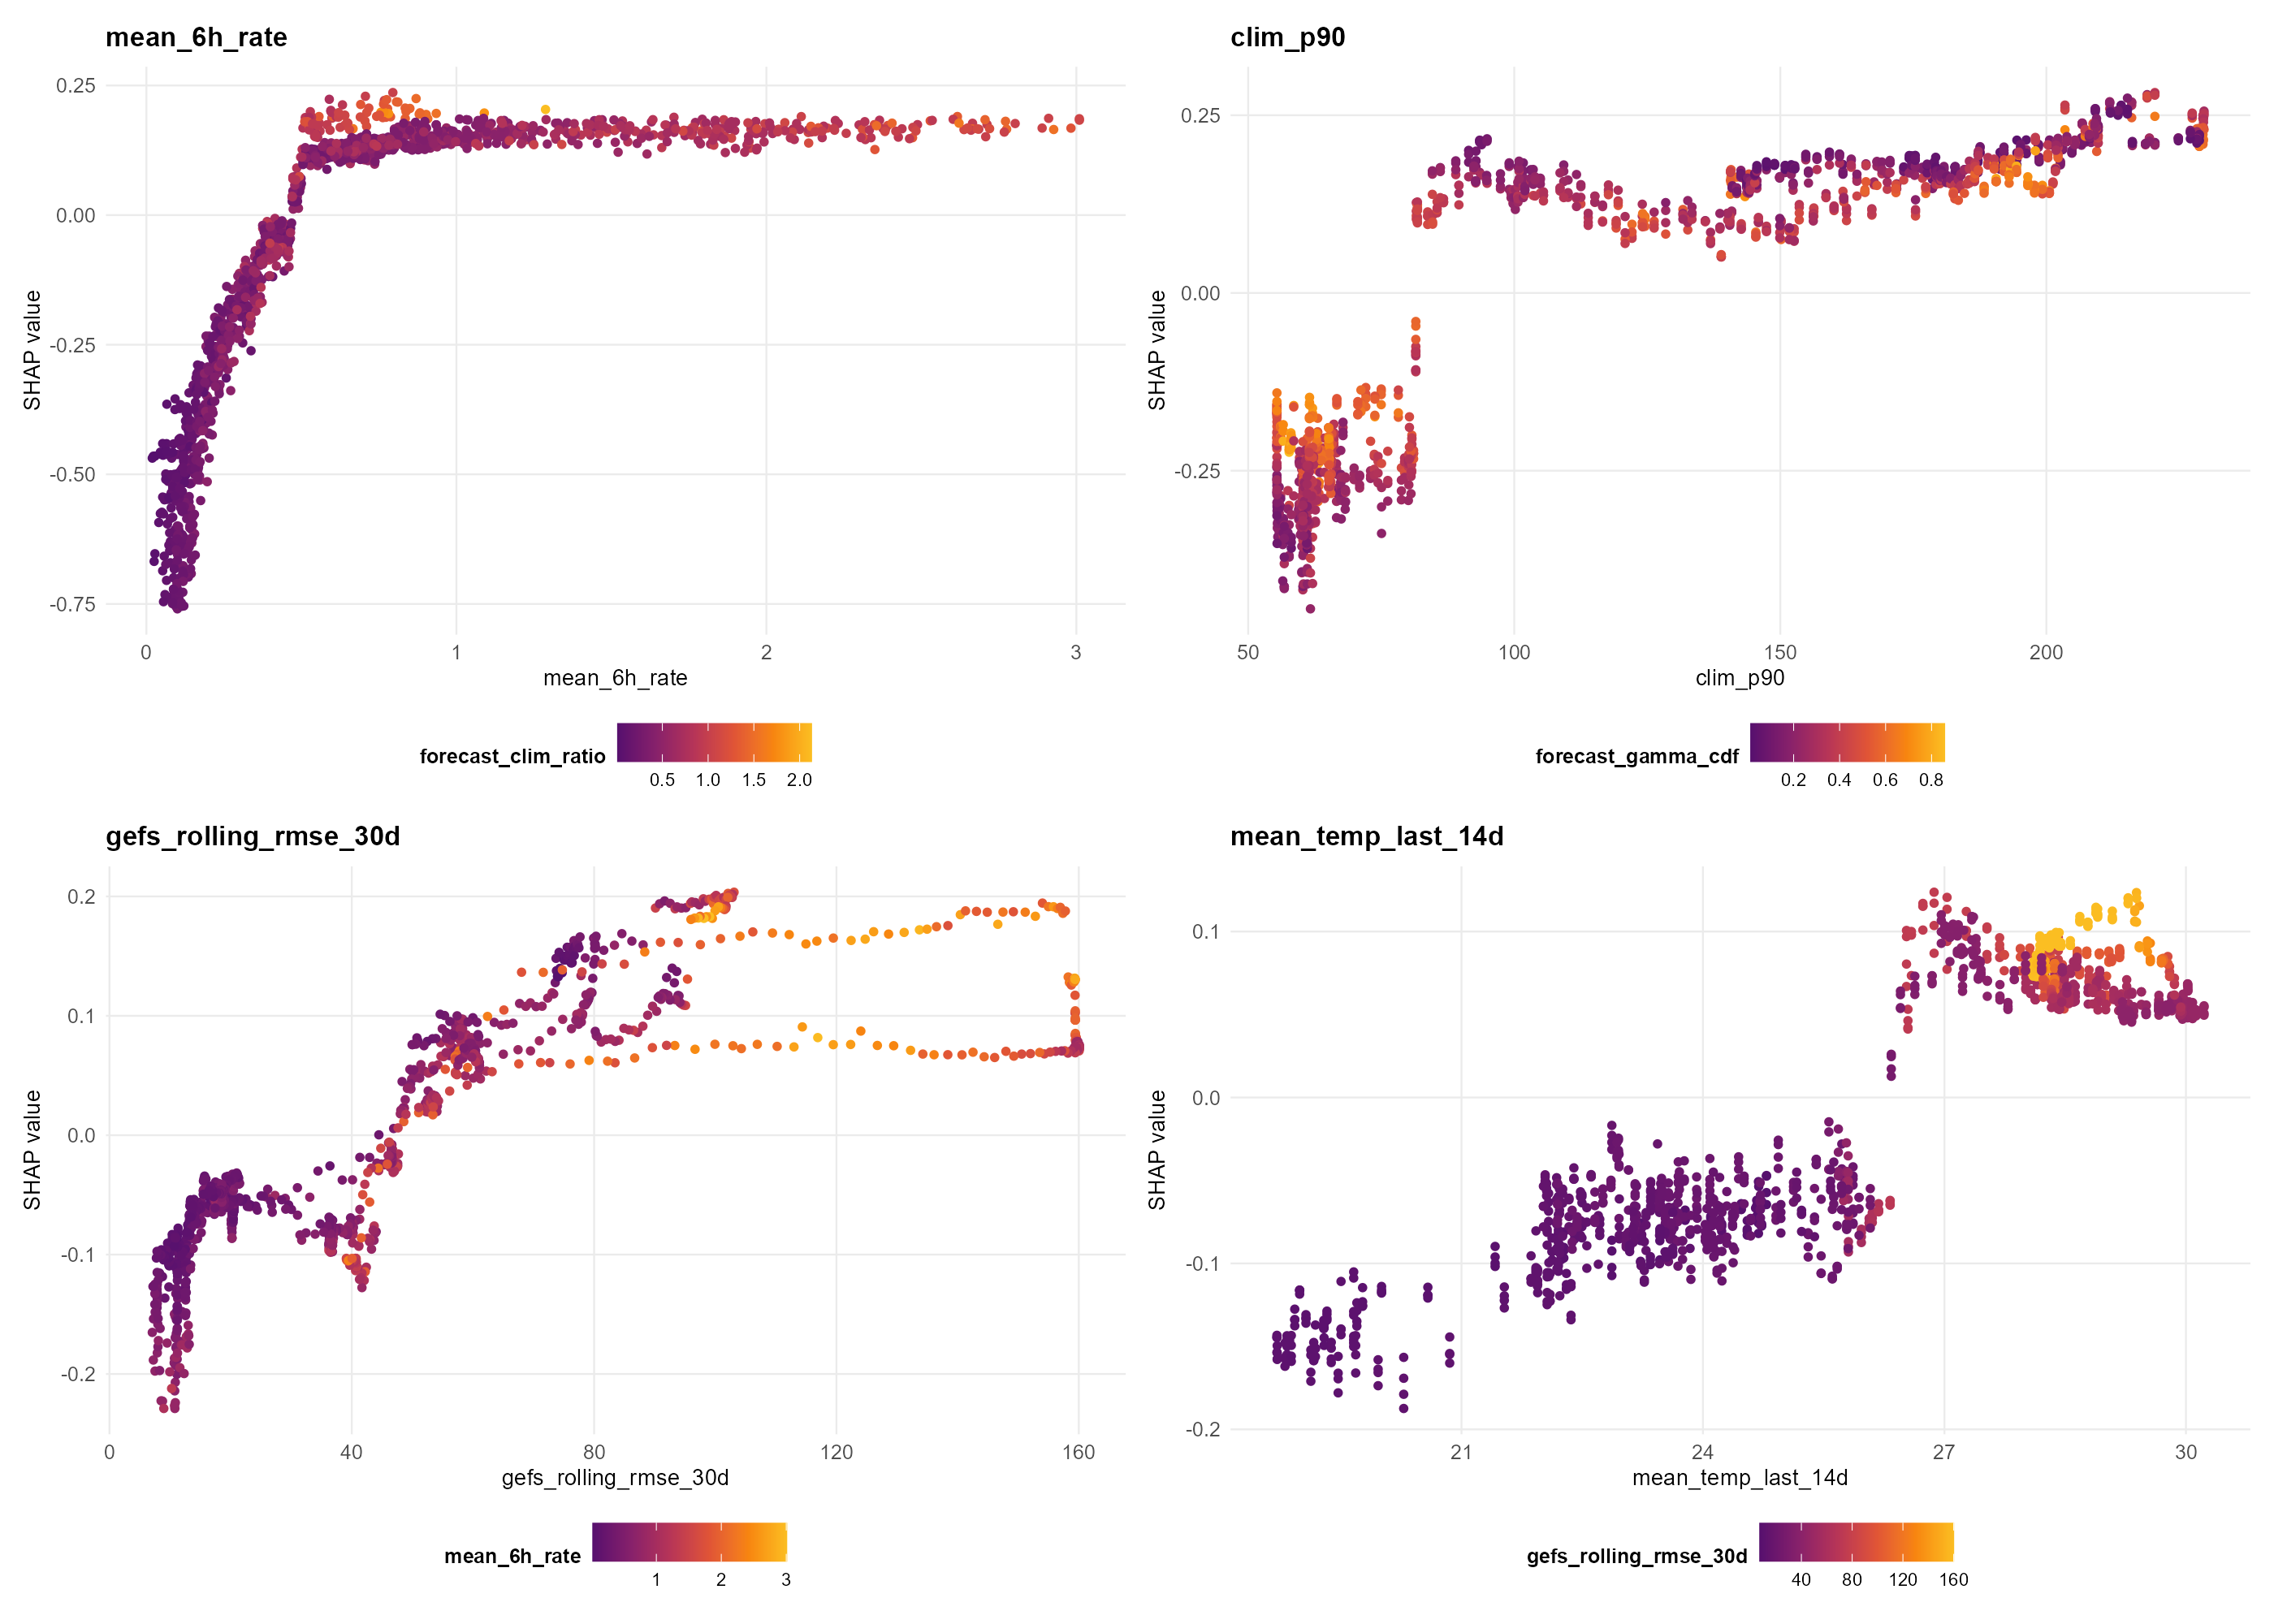 mean_6h_rate
SHAP value
0.25
0.00
-0.25
-0.50
-0.75
0 1 2 3
mean_6h_rate
forecast_clim_ratio
0.5 1.0 1.5 2.0
clim_p90
SHAP value
0.25
0.00
-0.25
50 100 150 200
clim_p90
forecast_gamma_cdf
0.2 0.4 0.6 0.8
gefs_rolling_rmse_30d
SHAP value
0.2
0.1
0.0
-0.1
-0.2
0 40 80 120 160
gefs_rolling_rmse_30d
mean_6h_rate
1 2 3
mean_temp_last_14d
SHAP value
0.1
0.0
-0.1
-0.2
21 24 27 30
mean_temp_last_14d
gefs_rolling_rmse_30d
40 80 120 160